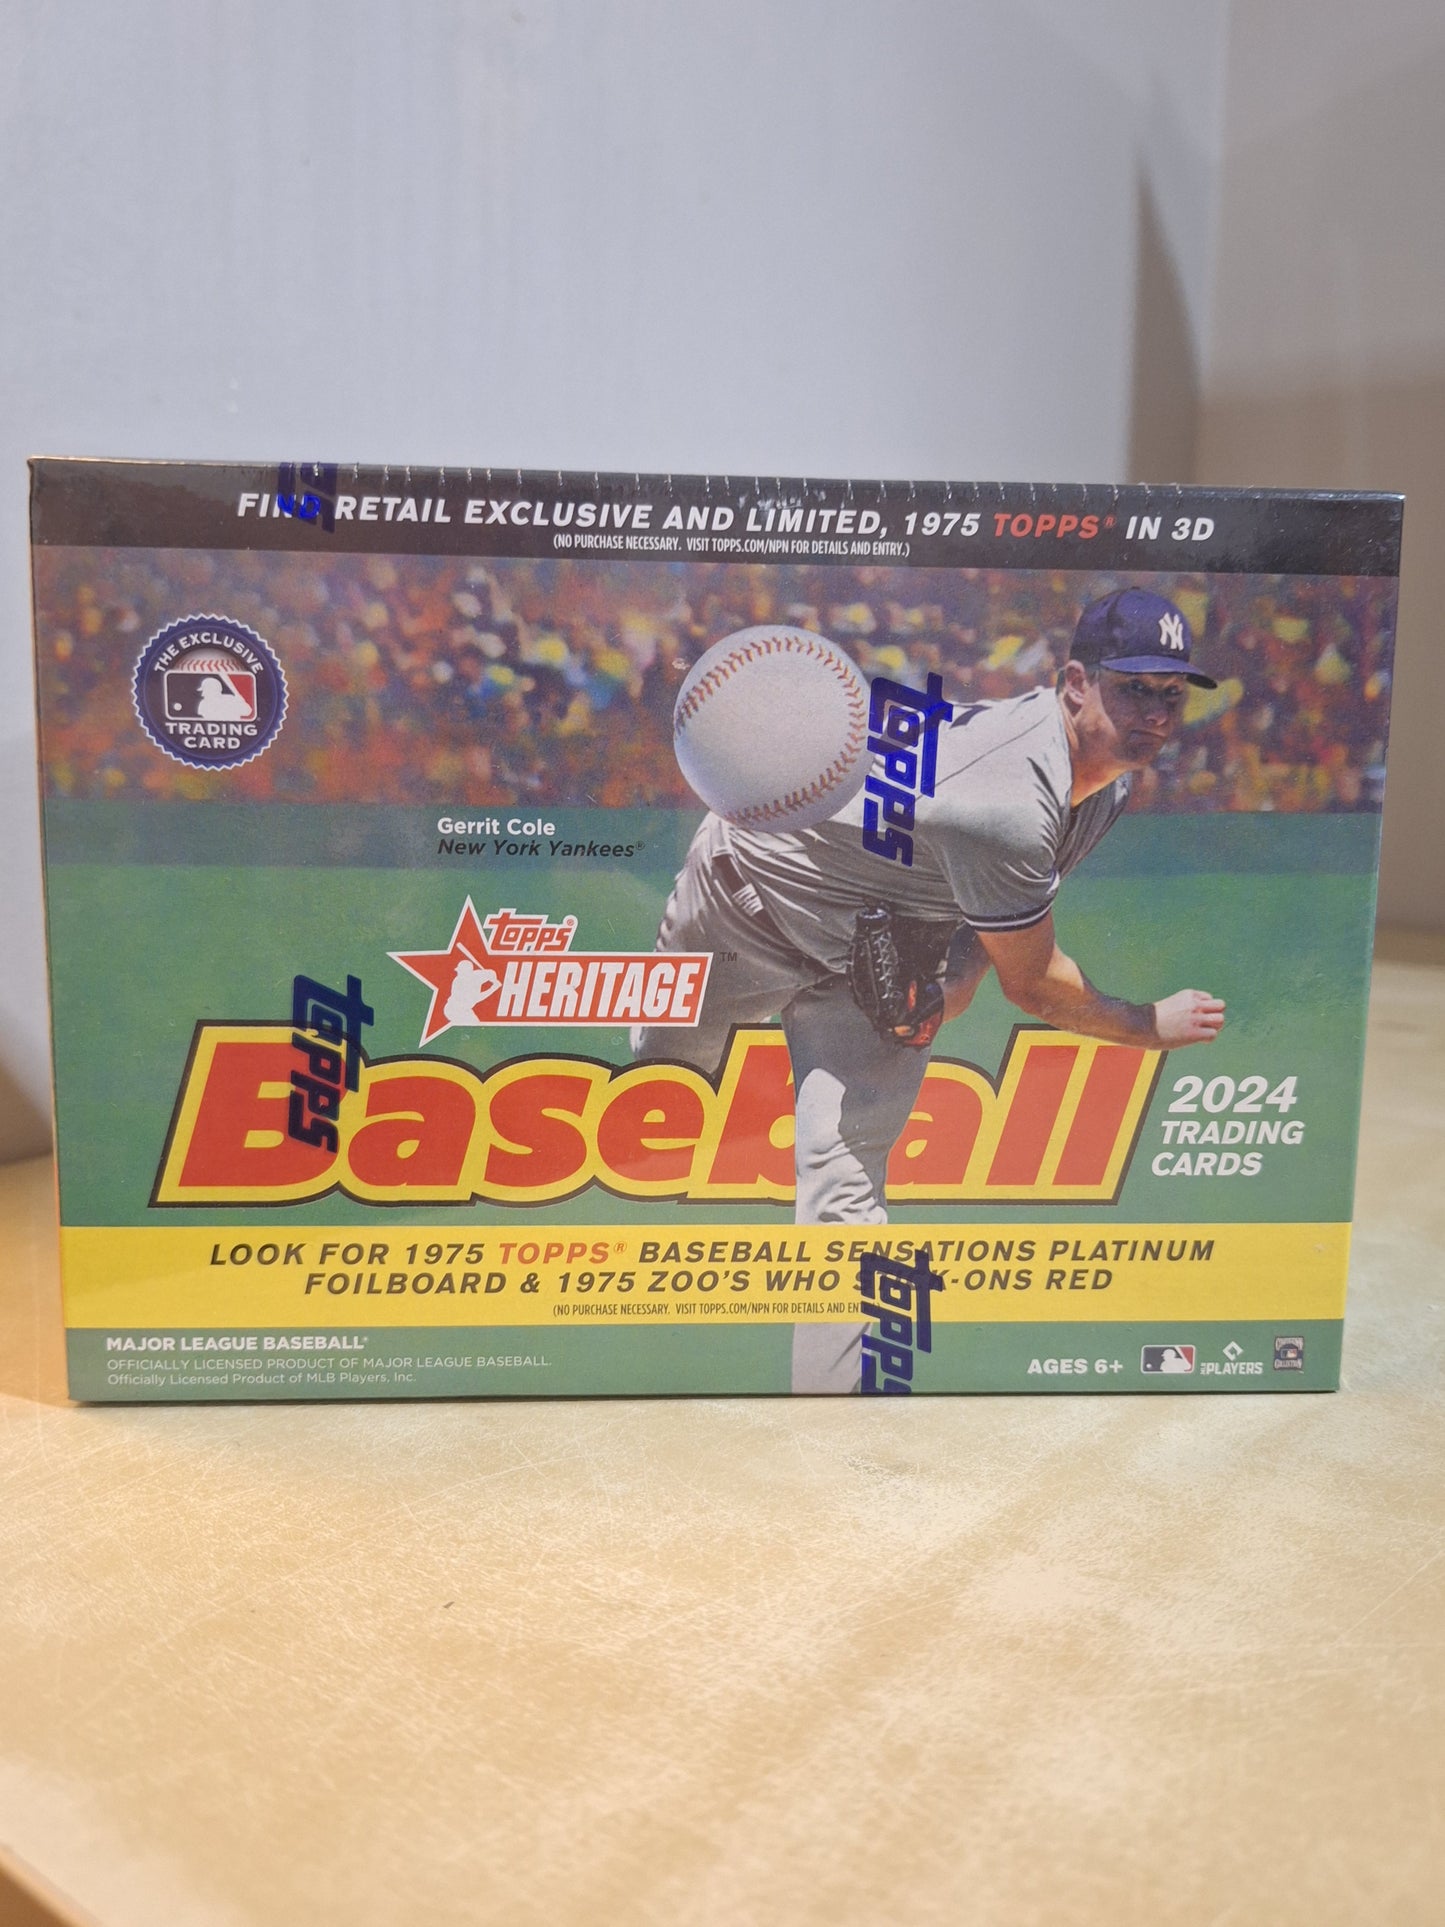 FIND RETAIL EXCLUSIVE AND LIMITED, 1975 TOPPS® IN 3D
(NO PURCHASE NECESSARY. VISIT TOPPS.COM/NPN FOR DETAILS AND ENTRY.)
THE EXCLUSIVE
TRADING
CARD
NY
topps
Gerrit Cole
New York Yankees®
topps®
HERITAGE™
topps
Baseball
2024
TRADING
CARDS
LOOK FOR 1975 TOPPS® BASEBALL SENSATIONS PLATINUM
FOILBOARD & 1975 ZOO'S WHO -ONS RED
(NO PURCHASE NECESSARY. VISIT TOPPS.COM/NPN FOR DETAILS AND
topps
MAJOR LEAGUE BASEBALL®
OFFICIALLY LICENSED PRODUCT OF MAJOR LEAGUE BASEBALL.
Officially Licensed Product of MLB Players, Inc.
AGES 6+
PLAYERS